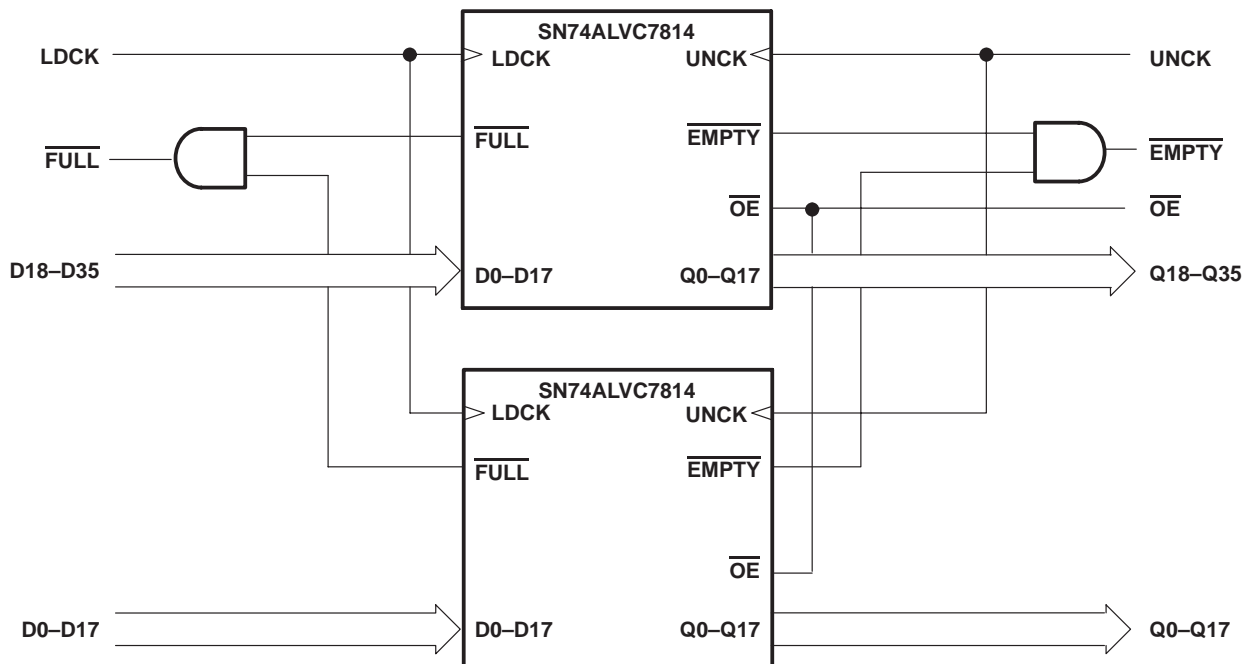 SN74ALVC7814
LDCK
LDCK
UNCK
UNCK
FULL
FULL
EMPTY
EMPTY
OE
OE
D18–D35
D0–D17
Q0–Q17
Q18–Q35
SN74ALVC7814
LDCK
UNCK
FULL
EMPTY
OE
D0–D17
D0–D17
Q0–Q17
Q0–Q17